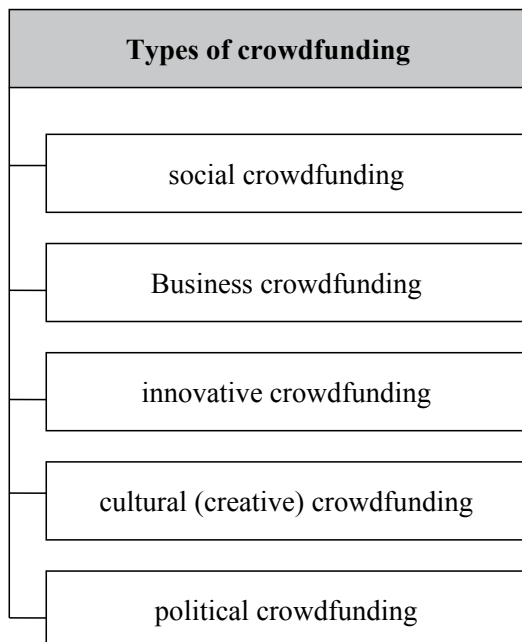 Types of crowdfunding
social crowdfunding
Business crowdfunding
innovative crowdfunding
cultural (creative) crowdfunding
political crowdfunding